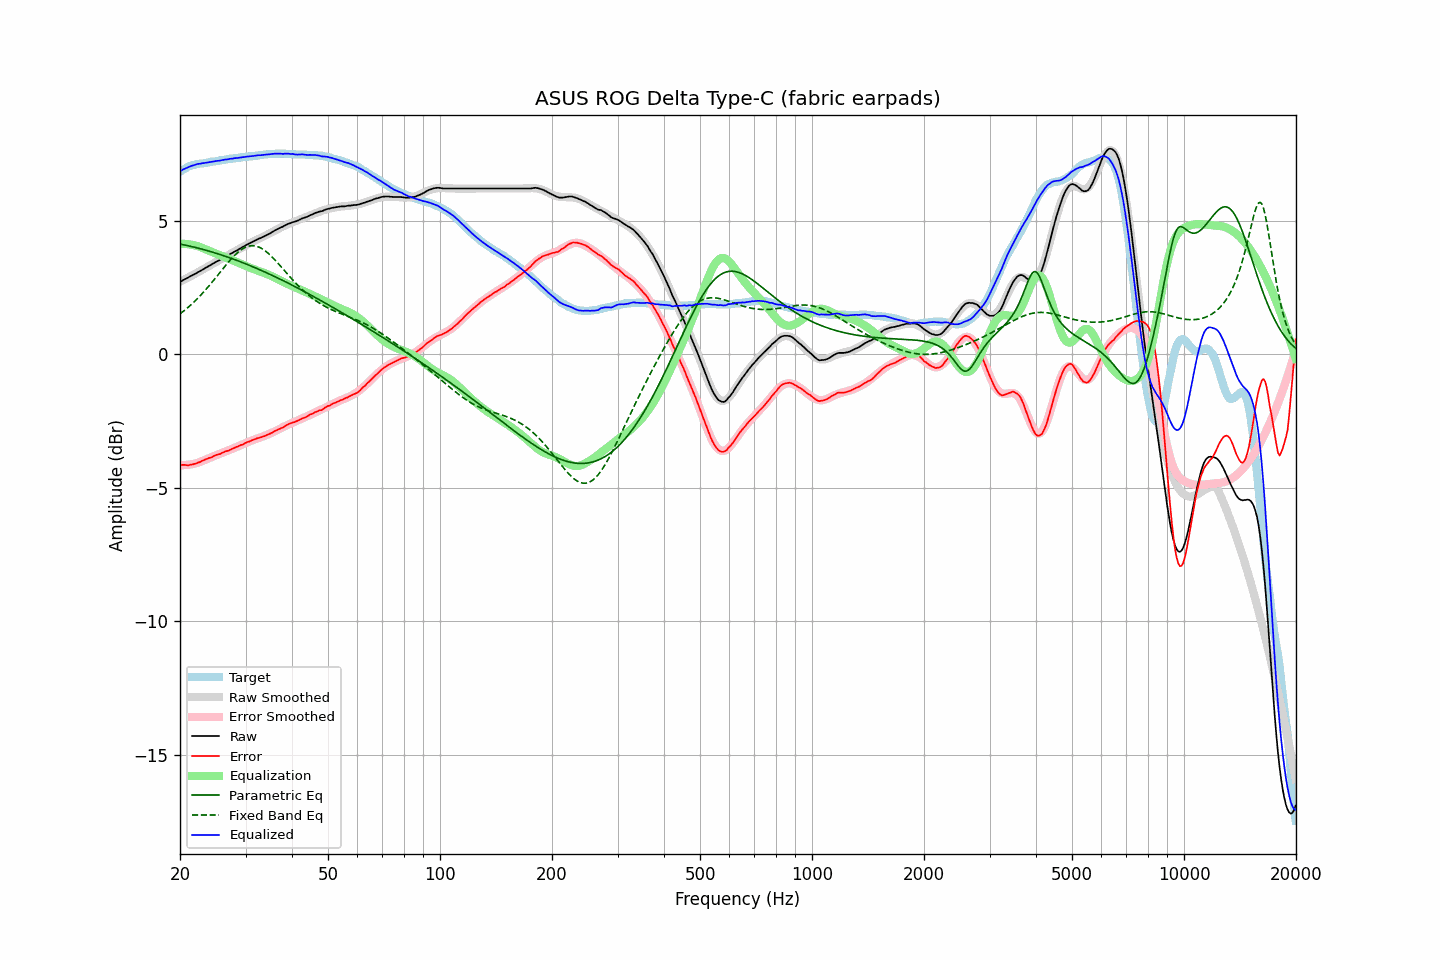 ASUS ROG Delta Type-C (fabric earpads)
Amplitude (dBr)
5
0
−5
−10
−15
Target
Raw Smoothed
Error Smoothed
Raw
Error
Equalization
Parametric Eq
Fixed Band Eq
Equalized
20 50 100 200 500 1000 2000 5000 10000 20000
Frequency (Hz)